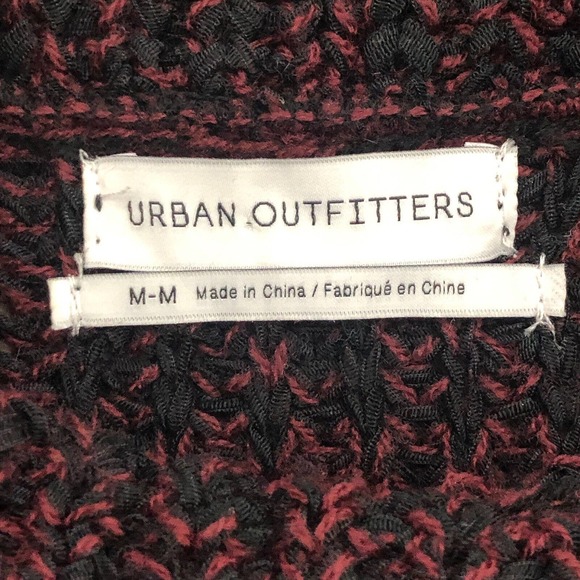 URBAN OUTFITTERS
M-M Made in China / Fabriqué en Chine